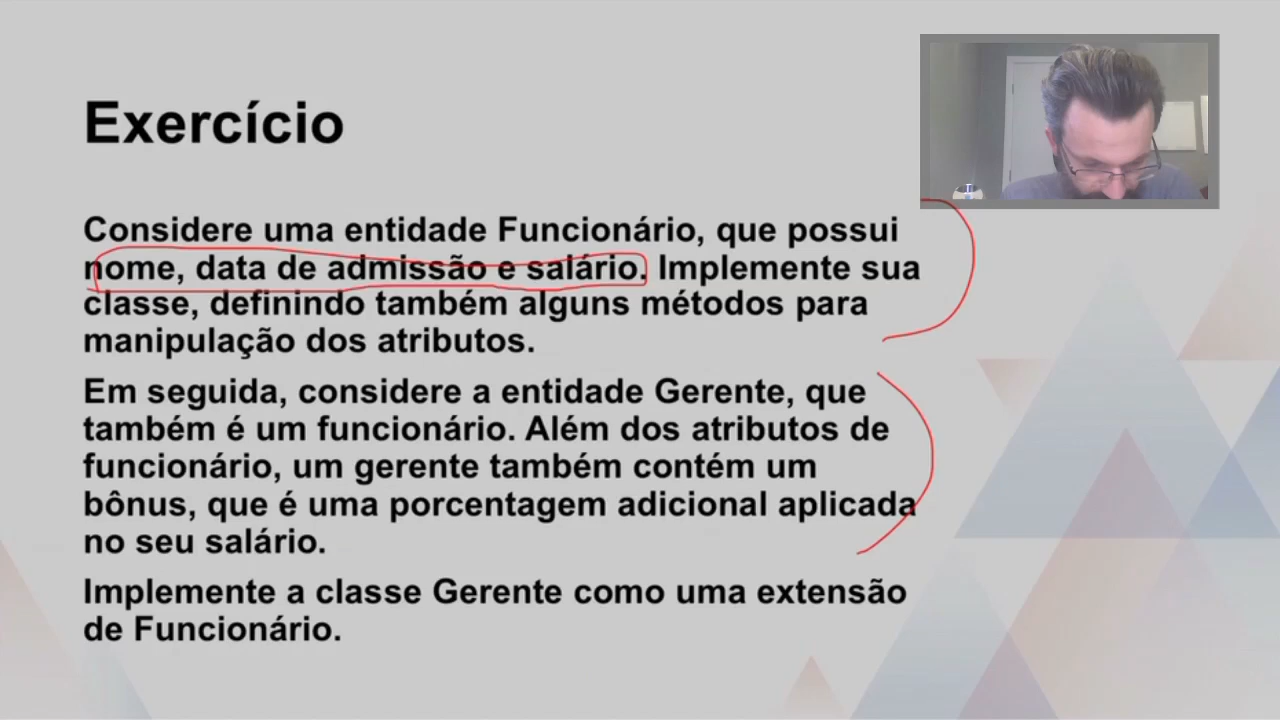 Exercício
Considere uma entidade Funcionário, que possui
nome, data de admissão e salário. Implemente sua
classe, definindo também alguns métodos para
manipulação dos atributos.
Em seguida, considere a entidade Gerente, que
também é um funcionário. Além dos atributos de
funcionário, um gerente também contém um
bônus, que é uma porcentagem adicional aplicada
no seu salário.
Implemente a classe Gerente como uma extensão
de Funcionário.